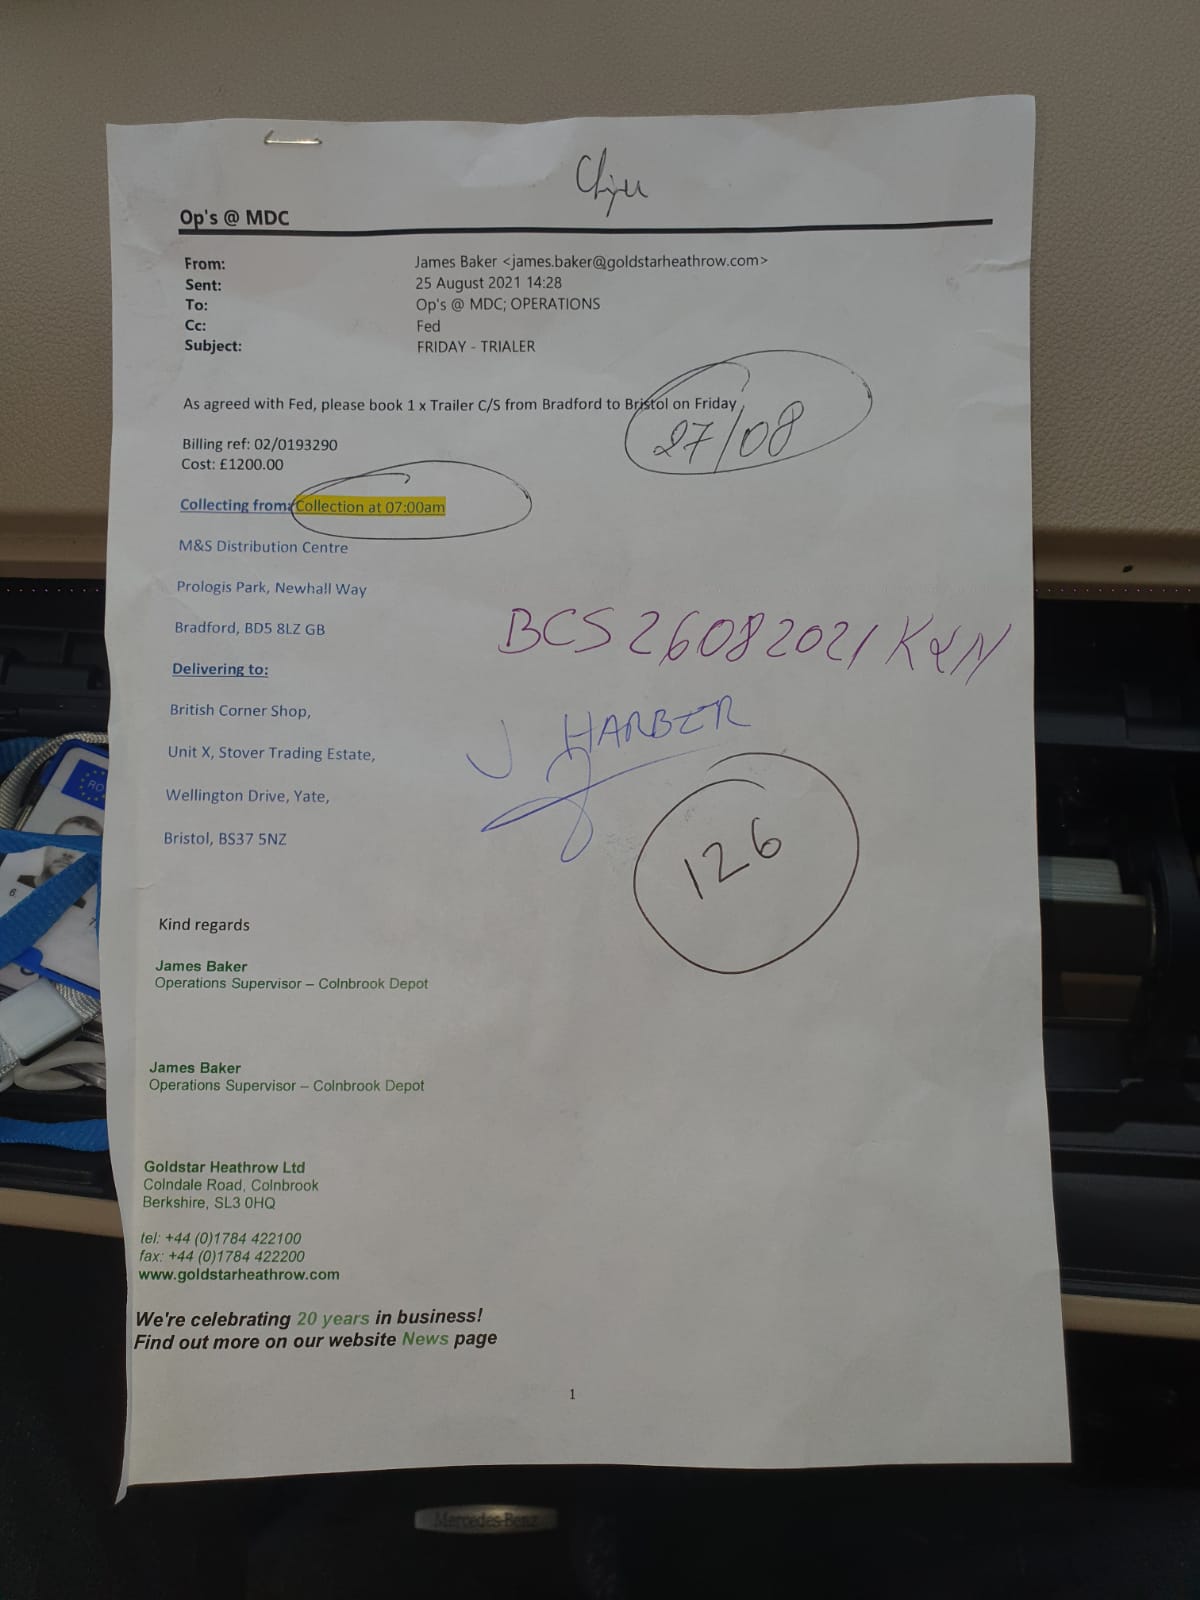 Op's @ MDC
From: James Baker <james.baker@goldstarheathrow.com>
Sent: 25 August 2021 14:28
To: Op's @ MDC; OPERATIONS
Cc: Fed
Subject: FRIDAY - TRIALER
As agreed with Fed, please book 1 x Trailer C/S from Bradford to Bristol on Friday
27/08
Billing ref: 02/0193290
Cost: £1200.00
Collecting from: Collection at 07:00am
M&S Distribution Centre
Prologis Park, Newhall Way
Bradford, BD5 8LZ GB
BCS26082021
Delivering to:
British Corner Shop,
J HARBER
Unit X, Stover Trading Estate,
Wellington Drive, Yate,
Bristol, BS37 5NZ
126
Kind regards
James Baker
Operations Supervisor – Colnbrook Depot
James Baker
Operations Supervisor – Colnbrook Depot
Goldstar Heathrow Ltd
Colndale Road, Colnbrook
Berkshire, SL3 0HQ
tel: +44 (0)1784 422100
fax: +44 (0)1784 422200
www.goldstarheathrow.com
We're celebrating 20 years in business!
Find out more on our website News page
1
Mercedes-Benz